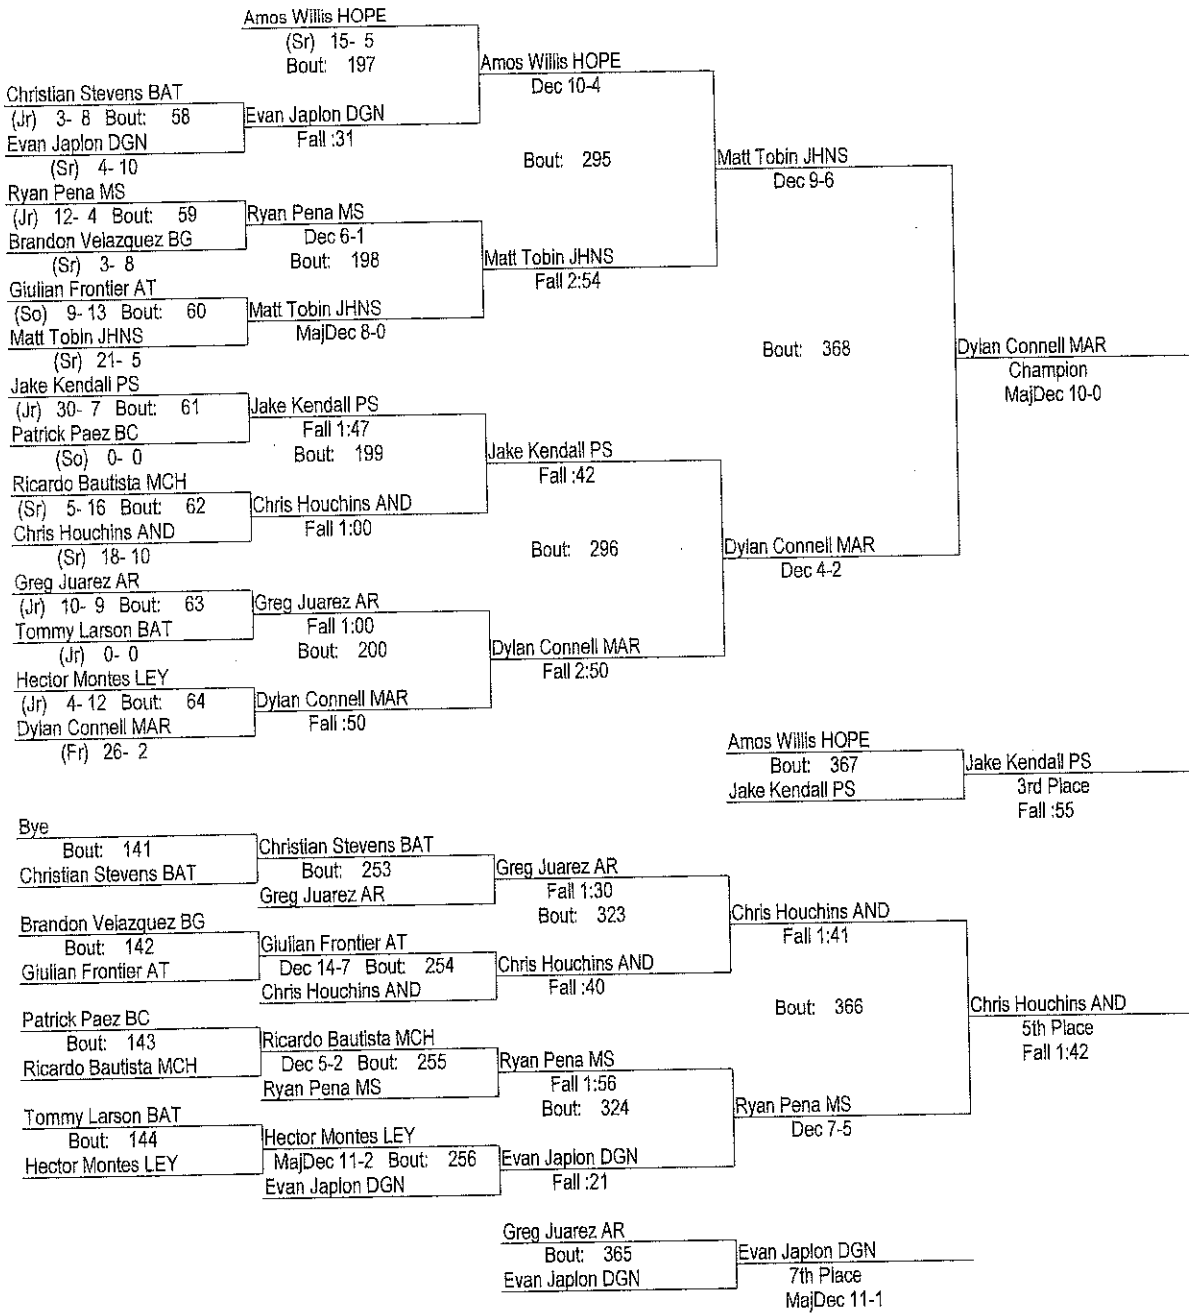 Amos Willis HOPE
(Sr) 15- 5
Bout: 197
Amos Willis HOPE
Dec 10-4
Christian Stevens BAT
(Jr) 3- 8 Bout: 58
Evan Japlon DGN
Fall :31
Evan Japlon DGN
(Sr) 4- 10
Bout: 295
Matt Tobin JHNS
Dec 9-6
Ryan Pena MS
(Jr) 12- 4 Bout: 59
Ryan Pena MS
Dec 6-1
Brandon Velazquez BG
(Sr) 3- 8
Bout: 198
Matt Tobin JHNS
Fall 2:54
Giulian Frontier AT
(So) 9- 13 Bout: 60
Matt Tobin JHNS
MajDec 8-0
Matt Tobin JHNS
(Sr) 21- 5
Bout: 368
Dylan Connell MAR
Champion
MajDec 10-0
Jake Kendall PS
(Jr) 30- 7 Bout: 61
Jake Kendall PS
Fall 1:47
Patrick Paez BC
(So) 0- 0
Bout: 199
Jake Kendall PS
Fall :42
Ricardo Bautista MCH
(Sr) 5- 16 Bout: 62
Chris Houchins AND
Fall 1:00
Chris Houchins AND
(Sr) 18- 10
Bout: 296
Dylan Connell MAR
Dec 4-2
Greg Juarez AR
(Jr) 10- 9 Bout: 63
Greg Juarez AR
Fall 1:00
Tommy Larson BAT
(Jr) 0- 0
Bout: 200
Dylan Connell MAR
Fall 2:50
Hector Montes LEY
(Jr) 4- 12 Bout: 64
Dylan Connell MAR
Fall :50
Dylan Connell MAR
(Fr) 26- 2
Amos Willis HOPE
Bout: 367
Jake Kendall PS
Jake Kendall PS
3rd Place
Fall :55
Bye
Bout: 141
Christian Stevens BAT
Christian Stevens BAT
Bout: 253
Greg Juarez AR
Greg Juarez AR
Fall 1:30
Bout: 323
Brandon Velazquez BG
Bout: 142
Giulian Frontier AT
Giulian Frontier AT
Dec 14-7 Bout: 254
Chris Houchins AND
Chris Houchins AND
Fall :40
Chris Houchins AND
Fall 1:41
Bout: 366
Chris Houchins AND
5th Place
Fall 1:42
Patrick Paez BC
Bout: 143
Ricardo Bautista MCH
Ricardo Bautista MCH
Dec 5-2 Bout: 255
Ryan Pena MS
Ryan Pena MS
Fall 1:56
Bout: 324
Ryan Pena MS
Dec 7-5
Tommy Larson BAT
Bout: 144
Hector Montes LEY
Hector Montes LEY
MajDec 11-2 Bout: 256
Evan Japlon DGN
Evan Japlon DGN
Fall :21
Greg Juarez AR
Bout: 365
Evan Japlon DGN
Evan Japlon DGN
7th Place
MajDec 11-1